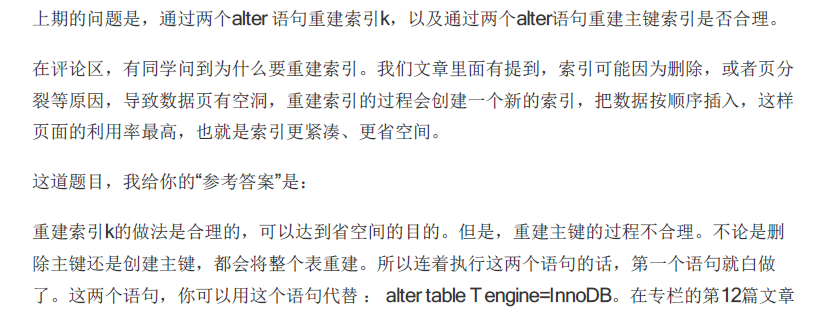 上期的问题是，通过两个alter 语句重建索引k，以及通过两个alter语句重建主键索引是否合理。
在评论区，有同学问到为什么要重建索引。我们文章里面有提到，索引可能因为删除，或者页分
裂等原因，导致数据页有空洞，重建索引的过程会创建一个新的索引，把数据按顺序插入，这样
页面的利用率最高，也就是索引更紧凑、更省空间。
这道题目，我给你的“参考答案”是：
重建索引k的做法是合理的，可以达到省空间的目的。但是，重建主键的过程不合理。不论是删
除主键还是创建主键，都会将整个表重建。所以连着执行这两个语句的话，第一个语句就白做
了。这两个语句，你可以用这个语句代替 ： alter table T engine=InnoDB。在专栏的第12篇文章